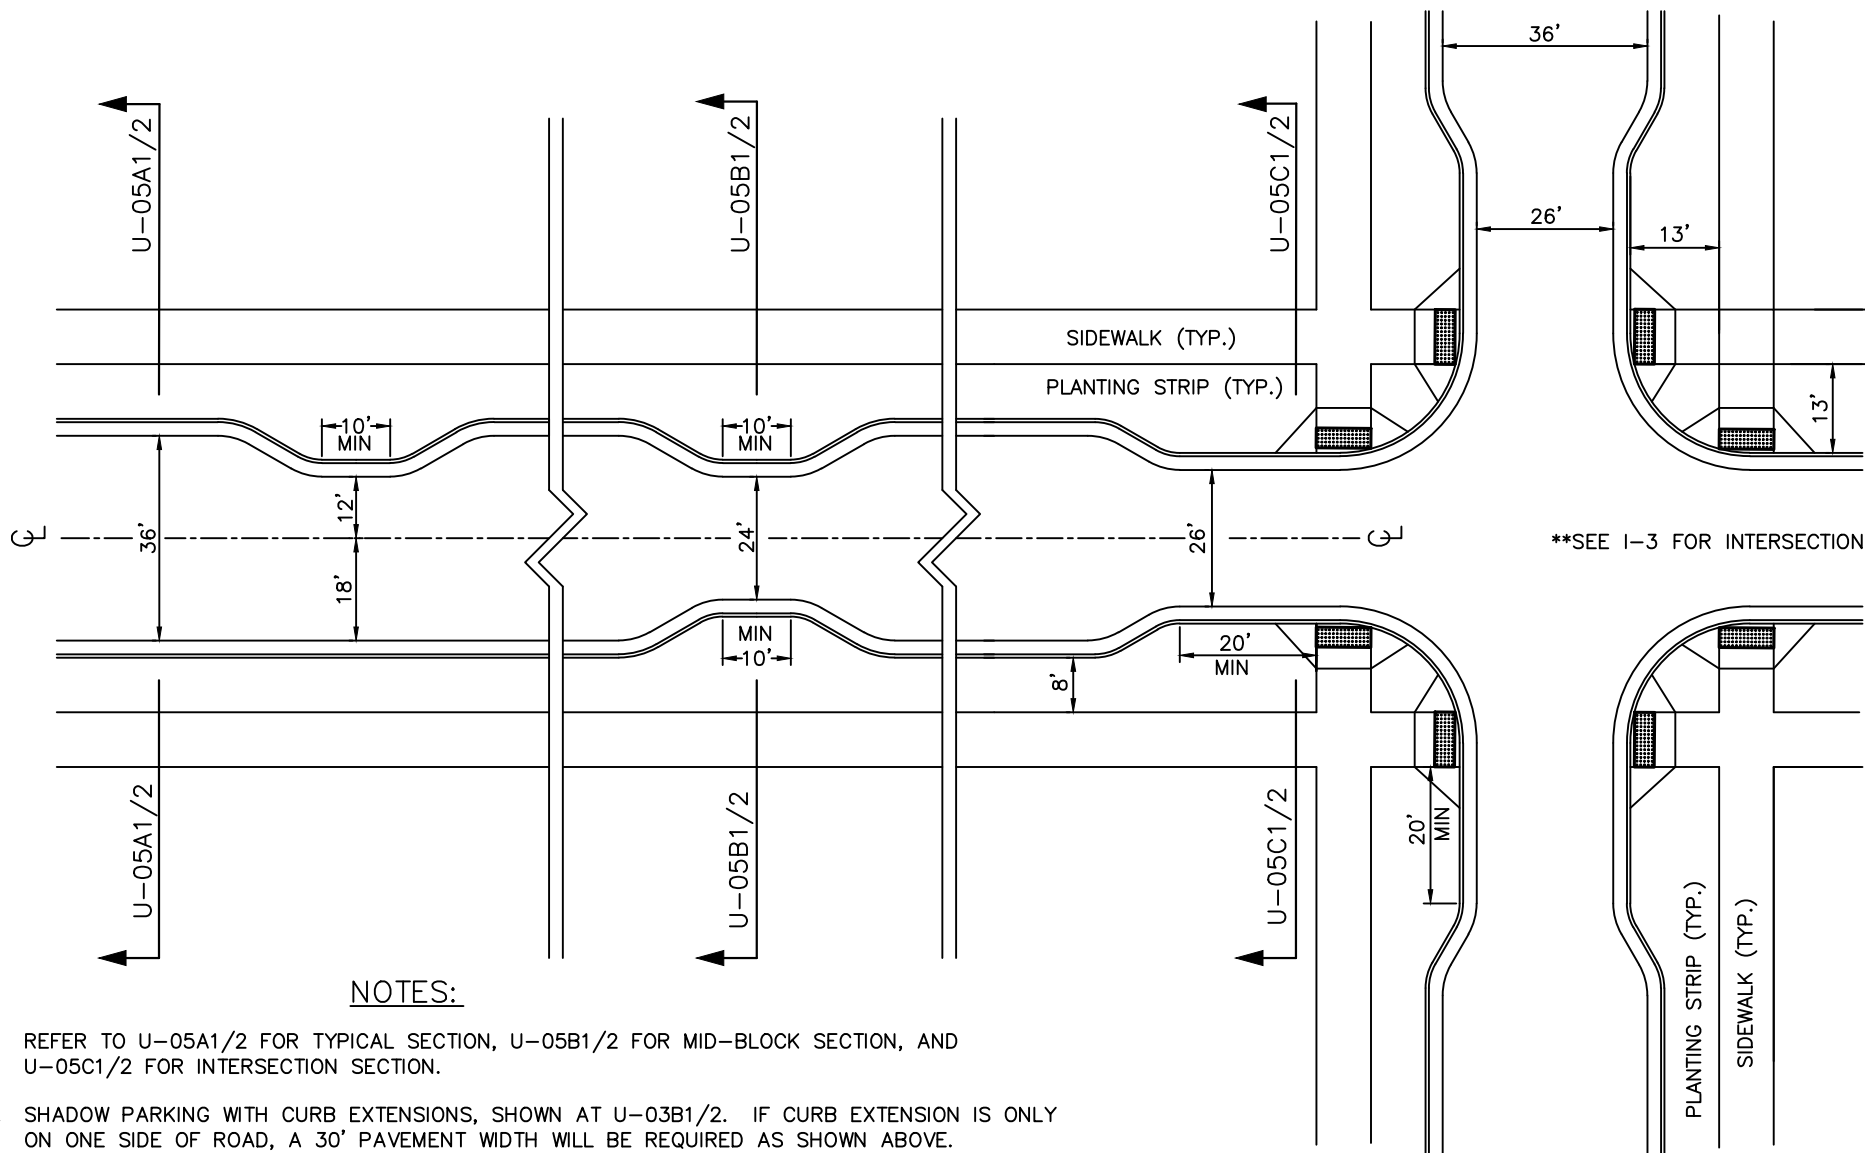 36'
U-05A1/2
U-05B1/2
U-05C1/2
26'
13'
SIDEWALK (TYP.)
PLANTING STRIP (TYP.)
10'
MIN
10'
MIN
13'
12'
36'
18'
24'
26'
℄
℄
**SEE I-3 FOR INTERSECTION
MIN
10'
20'
MIN
8'
U-05A1/2
U-05B1/2
U-05C1/2
20'
MIN
PLANTING STRIP (TYP.)
SIDEWALK (TYP.)
NOTES:
REFER TO U-05A1/2 FOR TYPICAL SECTION, U-05B1/2 FOR MID-BLOCK SECTION, AND
U-05C1/2 FOR INTERSECTION SECTION.
SHADOW PARKING WITH CURB EXTENSIONS, SHOWN AT U-03B1/2. IF CURB EXTENSION IS ONLY
ON ONE SIDE OF ROAD, A 30' PAVEMENT WIDTH WILL BE REQUIRED AS SHOWN ABOVE.